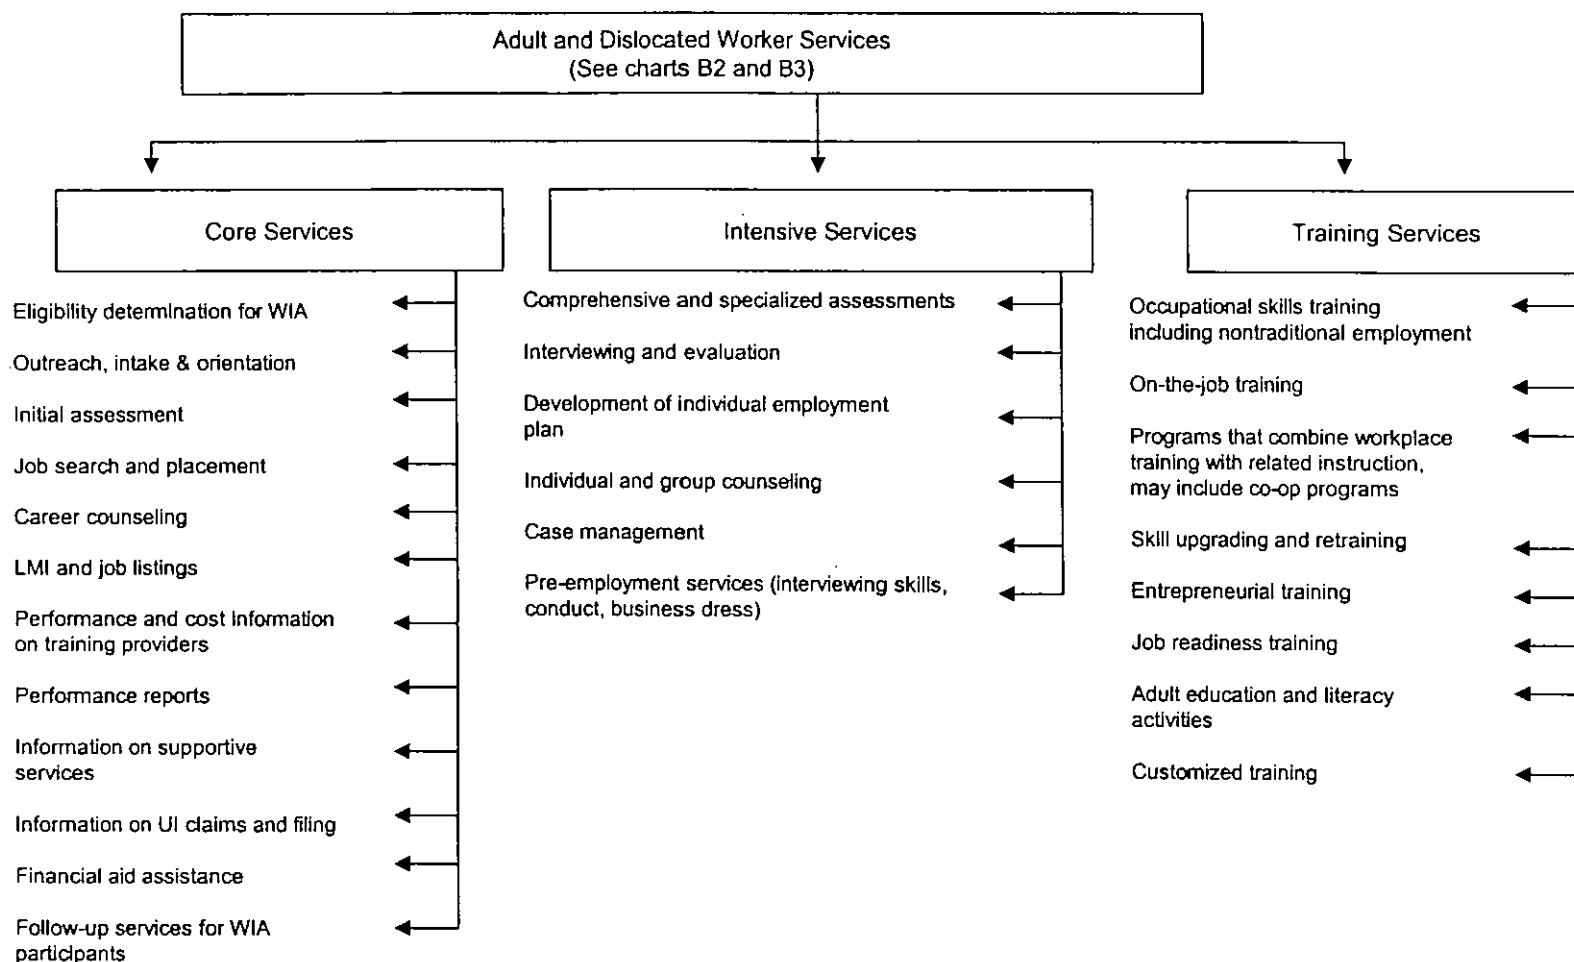 Adult and Dislocated Worker Services
(See charts B2 and B3)
Core Services
Eligibility determination for WIA
Outreach, intake & orientation
Initial assessment
Job search and placement
Career counseling
LMI and job listings
Performance and cost information
on training providers
Performance reports
Information on supportive
services
Information on UI claims and filing
Financial aid assistance
Follow-up services for WIA
participants
Intensive Services
Comprehensive and specialized assessments
Interviewing and evaluation
Development of individual employment
plan
Individual and group counseling
Case management
Pre-employment services (interviewing skills,
conduct, business dress)
Training Services
Occupational skills training
including nontraditional employment
On-the-job training
Programs that combine workplace
training with related instruction,
may include co-op programs
Skill upgrading and retraining
Entrepreneurial training
Job readiness training
Adult education and literacy
activities
Customized training